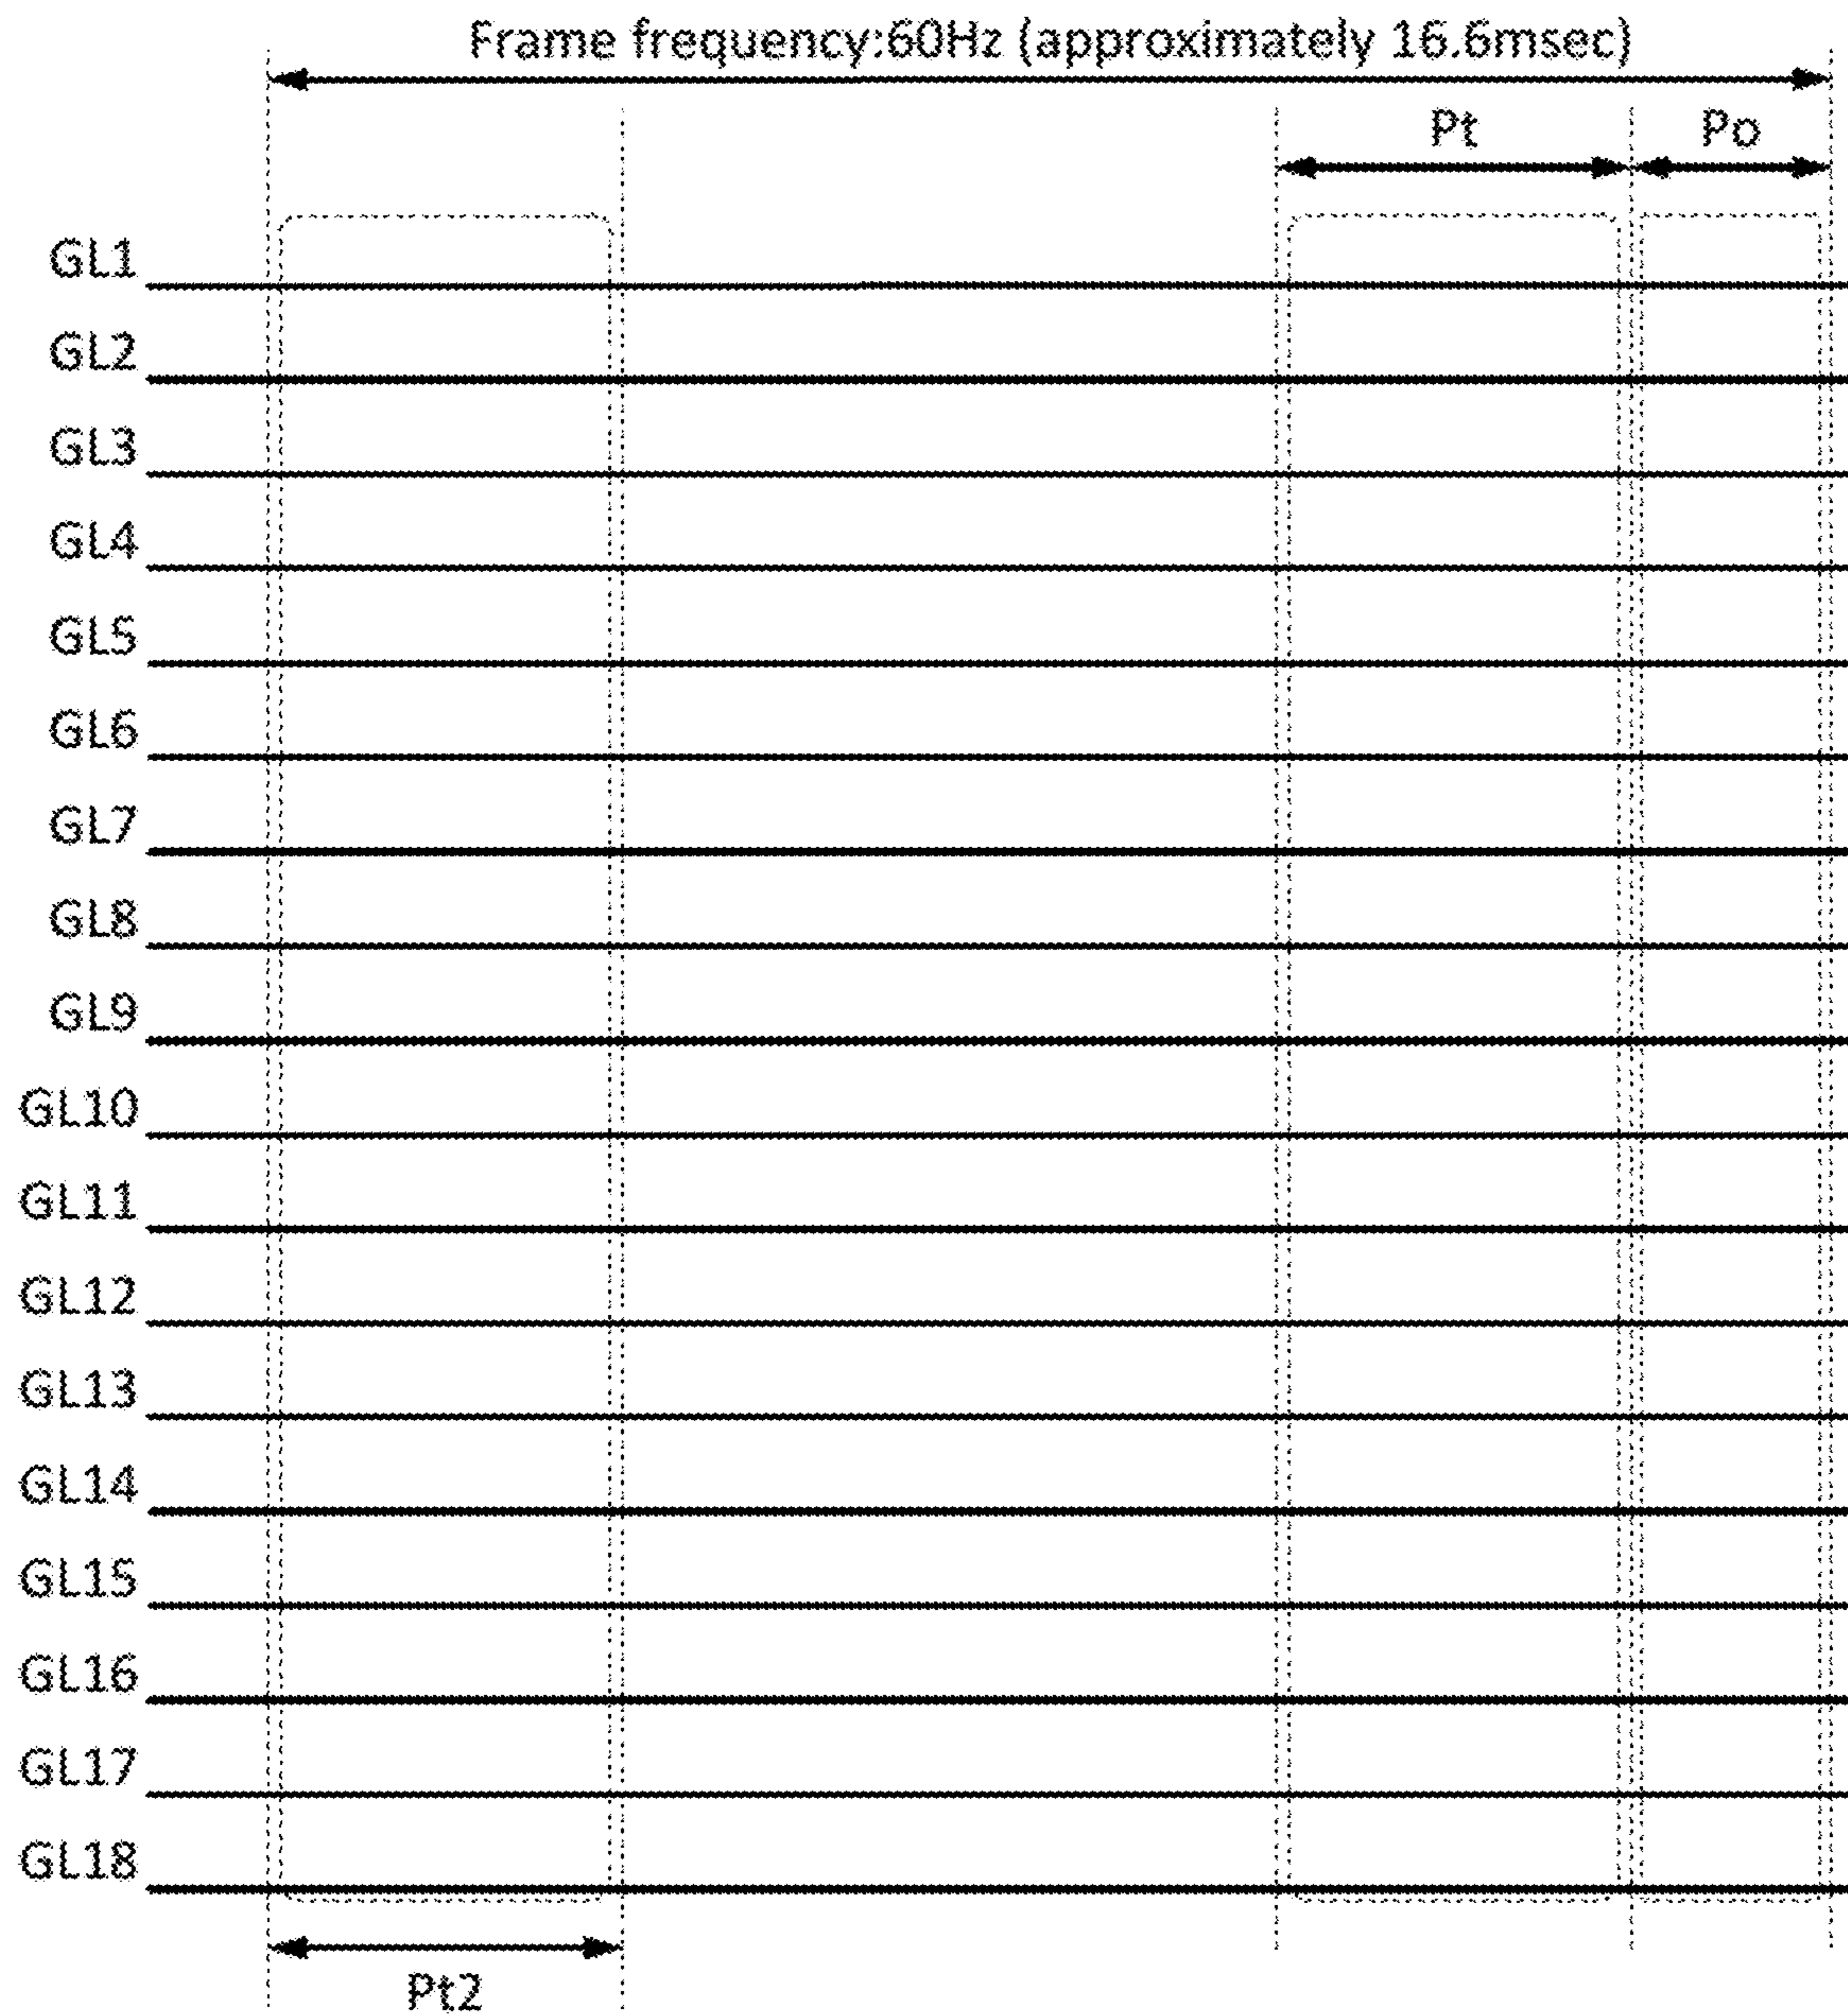 Frame frequency:60Hz (approximately 16.6msec)
Pt
Po
GL1
GL2
GL3
GL4
GL5
GL6
GL7
GL8
GL9
GL10
GL11
GL12
GL13
GL14
GL15
GL16
GL17
GL18
Pt2